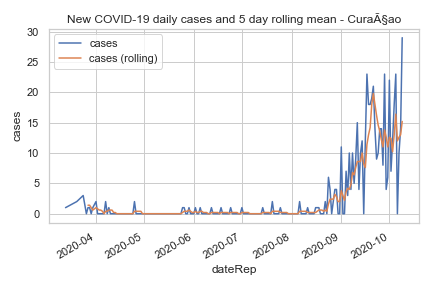 New COVID-19 daily cases and 5 day rolling mean - CuraÃ§ao
cases
cases (rolling)
30
25
20
15
10
5
0
cases
2020-04
2020-05
2020-06
2020-07
2020-08
2020-09
2020-10
dateRep